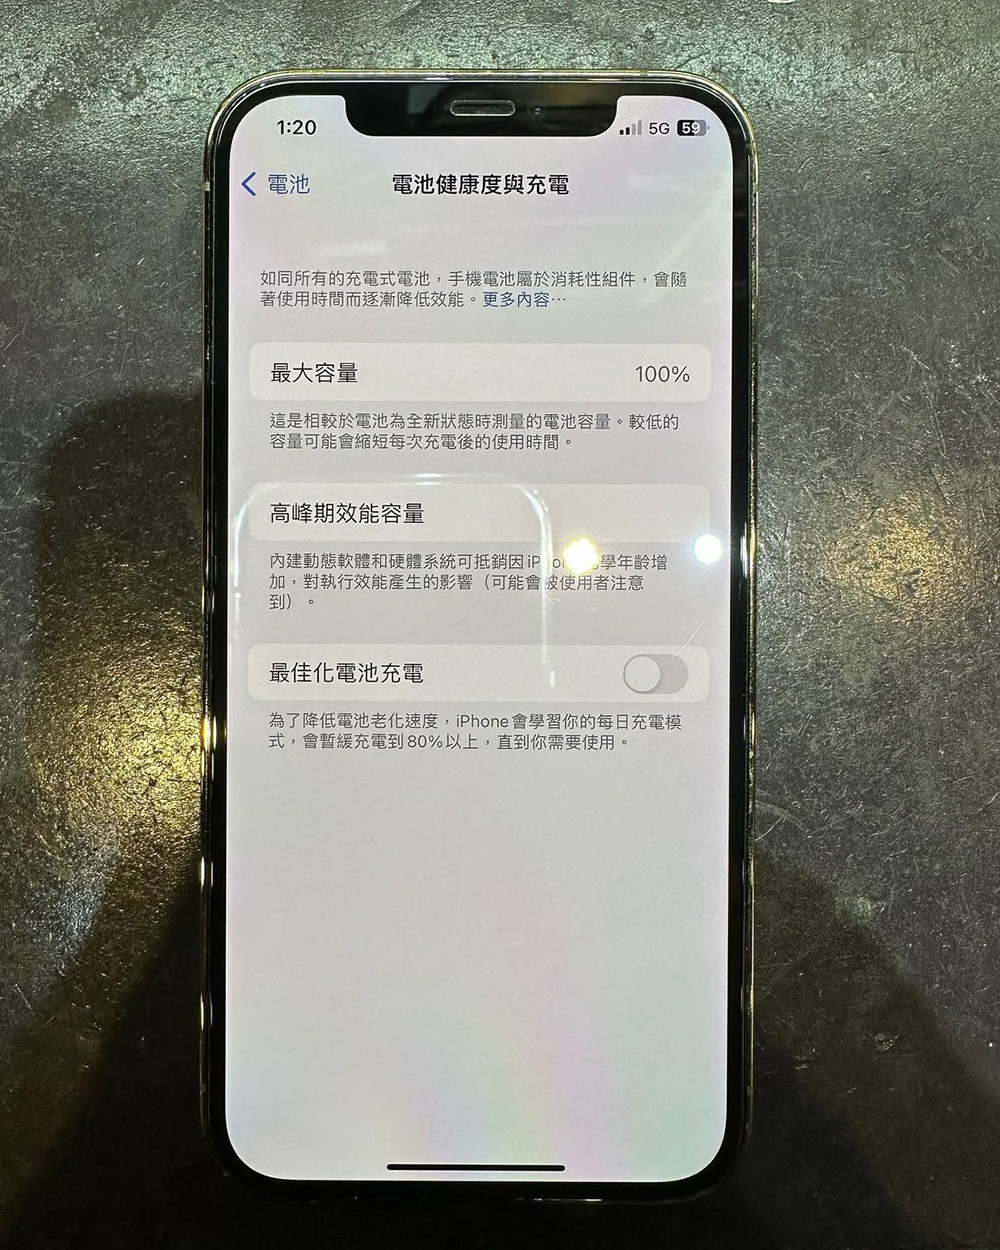 1:20 5G 59
電池 電池健康度與充電
如同所有的充電式電池，手機電池屬於消耗性組件，會隨
著使用時間而逐漸降低效能。更多內容⋯
最大容量 100%
這是相較於電池為全新狀態時測量的電池容量。較低的
容量可能會縮短每次充電後的使用時間。
高峰期效能容量
內建動態軟體和硬體系統可抵銷因 學年齡增
加，對執行效能產生的影響（可能會被使用者注意
到）。
最佳化電池充電
為了降低電池老化速度，iPhone 會學習你的每日充電模
式，會暫緩充電到 80% 以上，直到你需要使用。